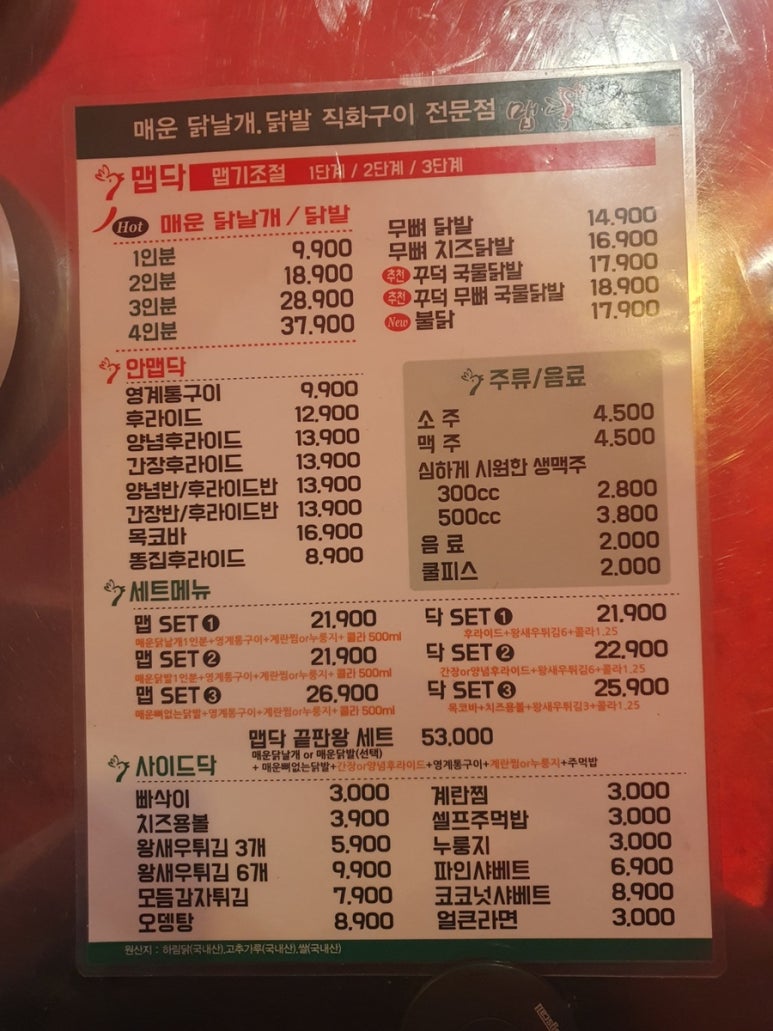 매운 닭날개.닭발 직화구이 전문점 맵닭
맵닥 맵기조절 1단계 / 2단계 / 3단계
Hot 매운 닭날개 / 닭발
1인분 9.900
2인분 18.900
3인분 28.900
4인분 37.900
무뼈 닭발 14.900
무뼈 치즈닭발 16.900
추천 꾸덕 국물닭발 17.900
추천 꾸덕 무뼈 국물닭발 18.900
New 불닭 17.900
안맵닥
영계통구이 9.900
후라이드 12.900
양념후라이드 13.900
간장후라이드 13.900
양념반/후라이드반 13.900
간장반/후라이드반 13.900
목코바 16.900
똥집후라이드 8.900
주류/음료
소 주 4.500
맥 주 4.500
심하게 시원한 생맥주
300cc 2.800
500cc 3.800
음 료 2.000
쿨피스 2.000
세트메뉴
맵 SET ❶ 21,900
매운닭날개1인분+영계통구이+계란찜or누룽지+콜라 500ml
맵 SET ❷ 21,900
매운닭발1인분+영계통구이+계란찜or누룽지+콜라 500ml
맵 SET ❸ 26,900
매운뼈없는닭발+영계통구이+계란찜or누룽지+콜라 500ml
닥 SET ❶ 21,900
후라이드+왕새우튀김6+콜라1.25
닥 SET ❷ 22,900
간장or양념후라이드+왕새우튀김6+콜라1.25
닥 SET ❸ 25,900
목코바+치즈용볼+왕새우튀김3+콜라1.25
맵닥 끝판왕 세트 53,000
매운닭날개 or 매운닭발(선택)
+ 매운뼈없는닭발+간장or양념후라이드+영계통구이+계란찜or누룽지+주먹밥
사이드닥
빠삭이 3,000
치즈용볼 3,900
왕새우튀김 3개 5,900
왕새우튀김 6개 9,900
모듬감자튀김 7,900
오뎅탕 8,900
계란찜 3,000
셀프주먹밥 3,000
누룽지 3,000
파인샤베트 6,900
코코넛샤베트 8,900
얼큰라면 3,000
원산지 : 하림닭(국내산),고추가루(국내산),쌀(국내산)